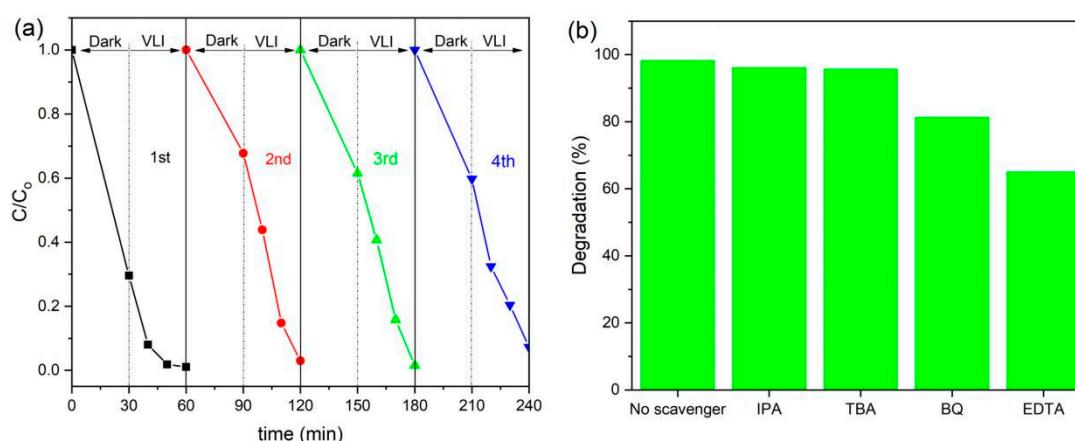 (a)
Dark VLI Dark VLI Dark VLI Dark VLI
1.0
0.8
0.6
0.4
0.2
0.0
C/Co
1st 2nd 3rd 4th
0 30 60 90 120 150 180 210 240
time (min)
(b)
100
80
60
40
20
0
Degradation (%)
No scavenger IPA TBA BQ EDTA